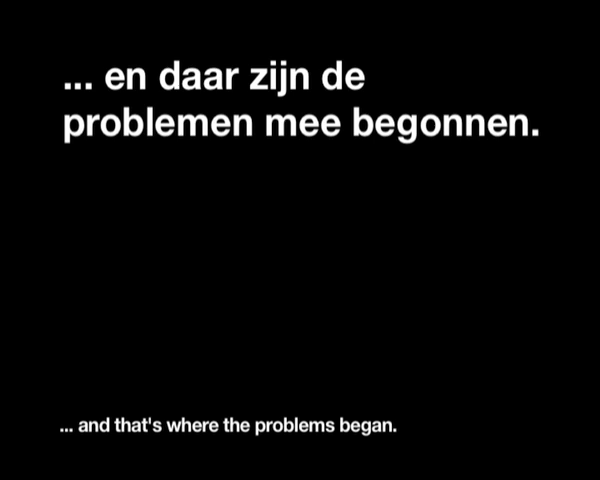 ... en daar zijn de
problemen mee begonnen.
... and that's where the problems began.